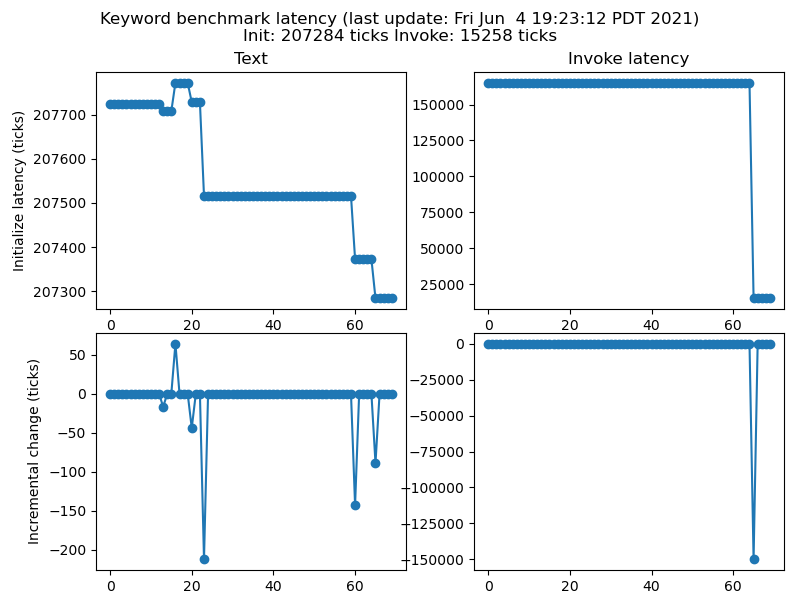 Keyword benchmark latency (last update: Fri Jun  4 19:23:12 PDT 2021)
Init: 207284 ticks Invoke: 15258 ticks
Text
Invoke latency
Initialize latency (ticks)
207700
207600
207500
207400
207300
0 20 40 60
150000
125000
100000
75000
50000
25000
0 20 40 60
Incremental change (ticks)
50
0
−50
−100
−150
−200
0 20 40 60
0
−25000
−50000
−75000
−100000
−125000
−150000
0 20 40 60